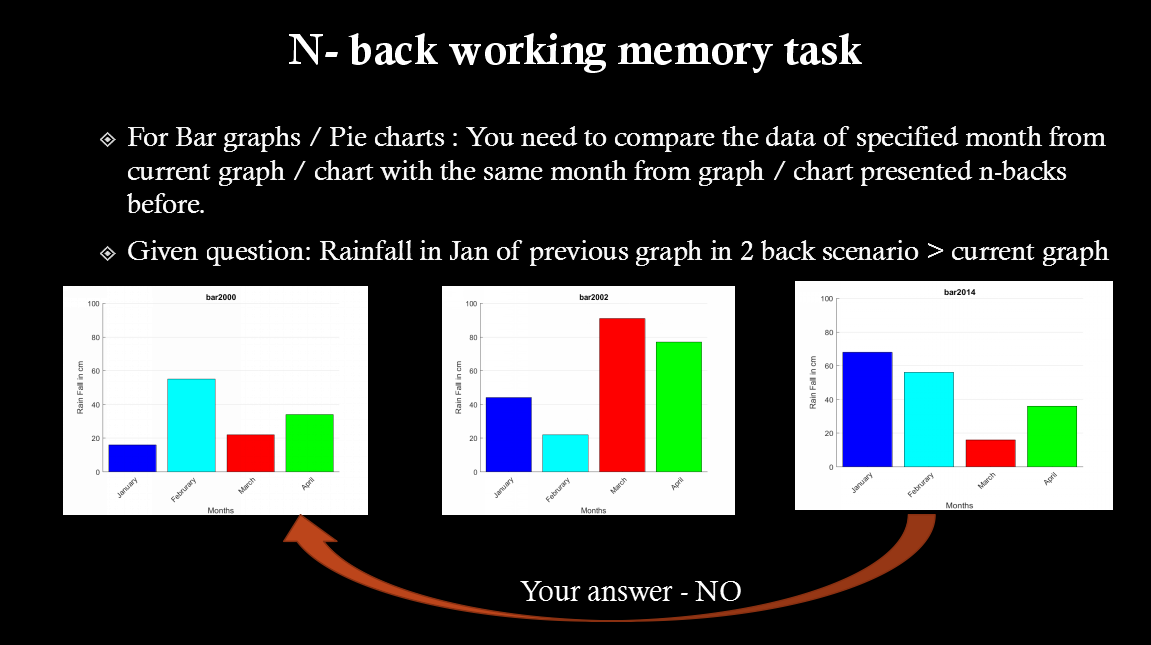 N- back working memory task
For Bar graphs / Pie charts : You need to compare the data of specified month from
current graph / chart with the same month from graph / chart presented n-backs
before.
Given question: Rainfall in Jan of previous graph in 2 back scenario > current graph
bar2000
100
80
60
40
20
0
Rain Fall in cm
January
Februrary
March
April
Months
bar2002
100
80
60
40
20
0
Rain Fall in cm
January
Februrary
March
April
Months
bar2014
100
80
60
40
20
0
Rain Fall in cm
January
Februrary
March
April
Months
Your answer - NO